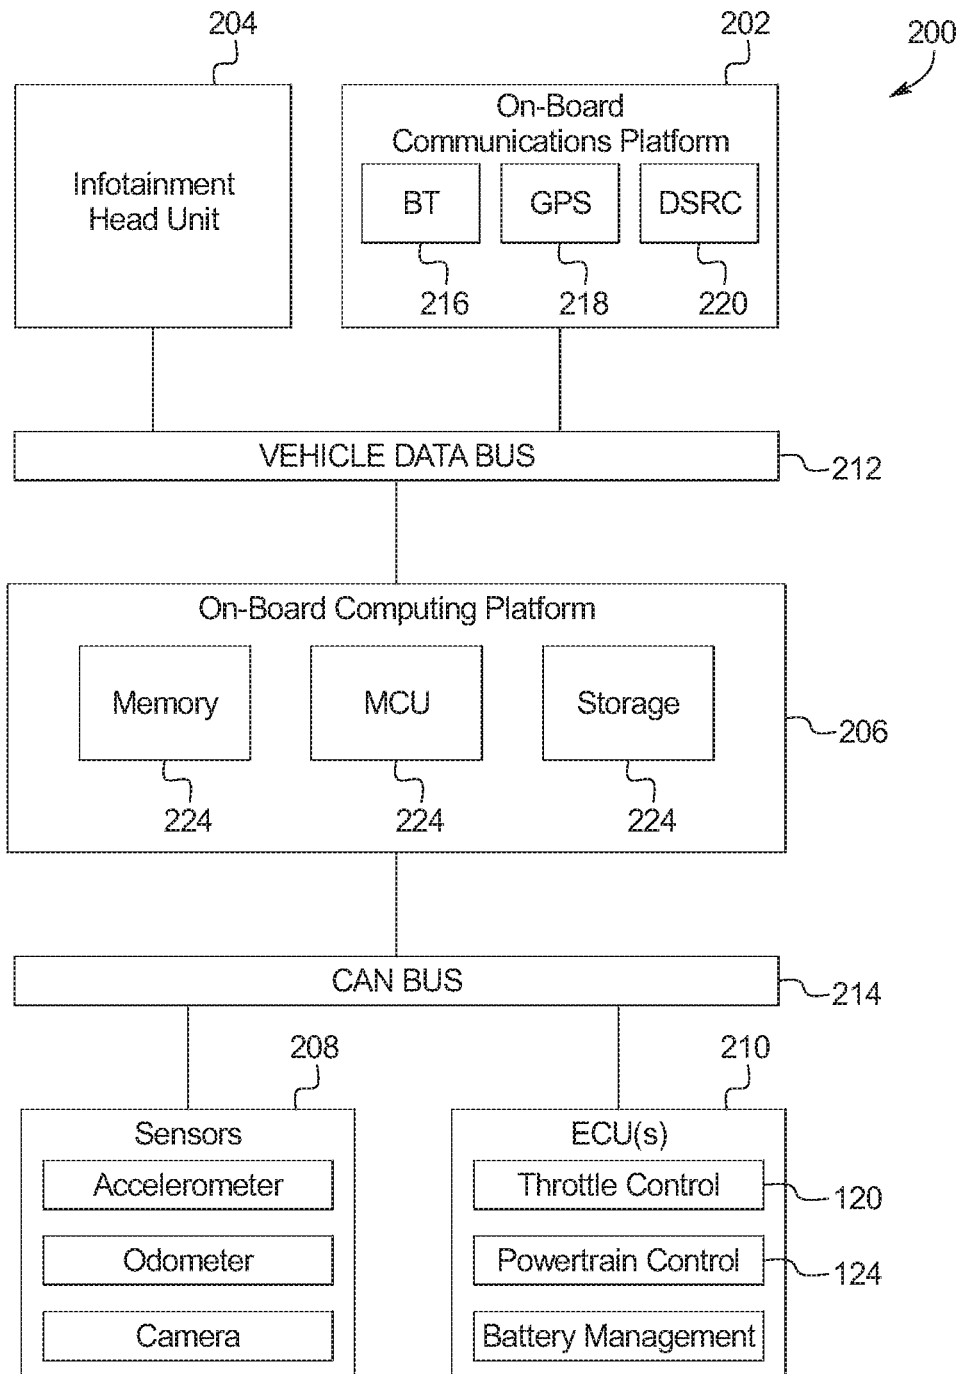 204
202
200
On-Board
Communications Platform
Infotainment
Head Unit
BT
GPS
DSRC
216
218
220
VEHICLE DATA BUS
212
On-Board Computing Platform
Memory
MCU
Storage
206
224
224
224
CAN BUS
214
208
210
Sensors
ECU(s)
Accelerometer
Throttle Control
120
Odometer
Powertrain Control
124
Camera
Battery Management